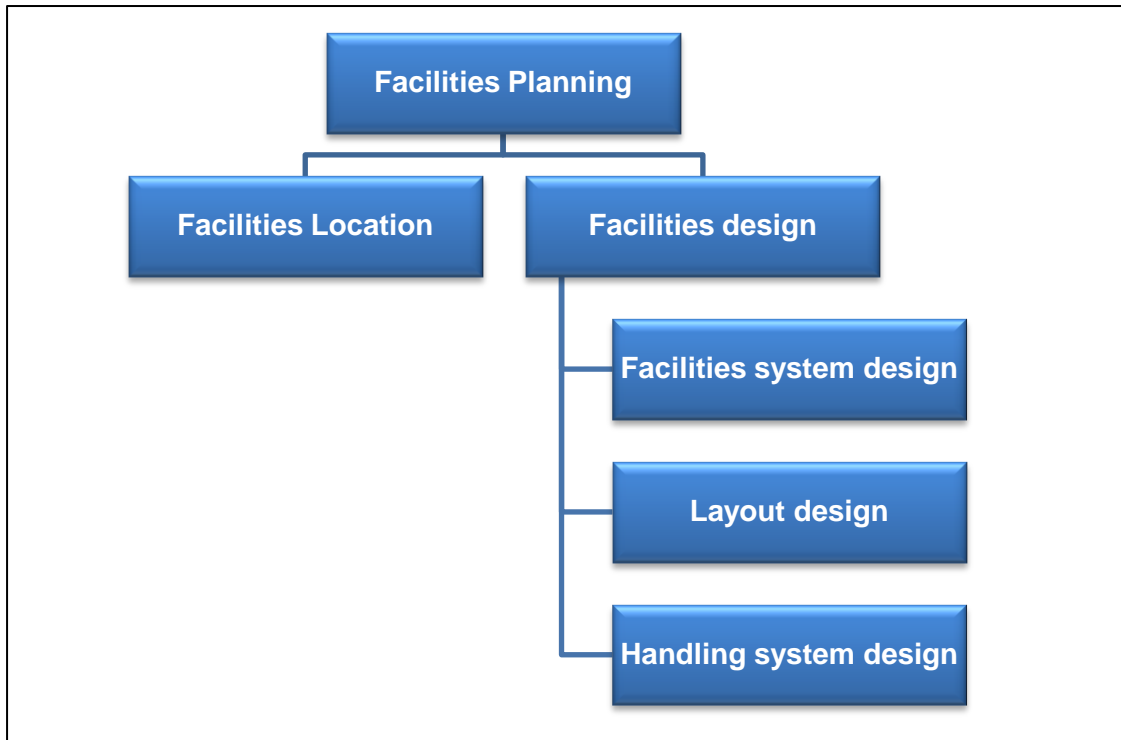 Facilities Planning
Facilities Location
Facilities design
Facilities system design
Layout design
Handling system design